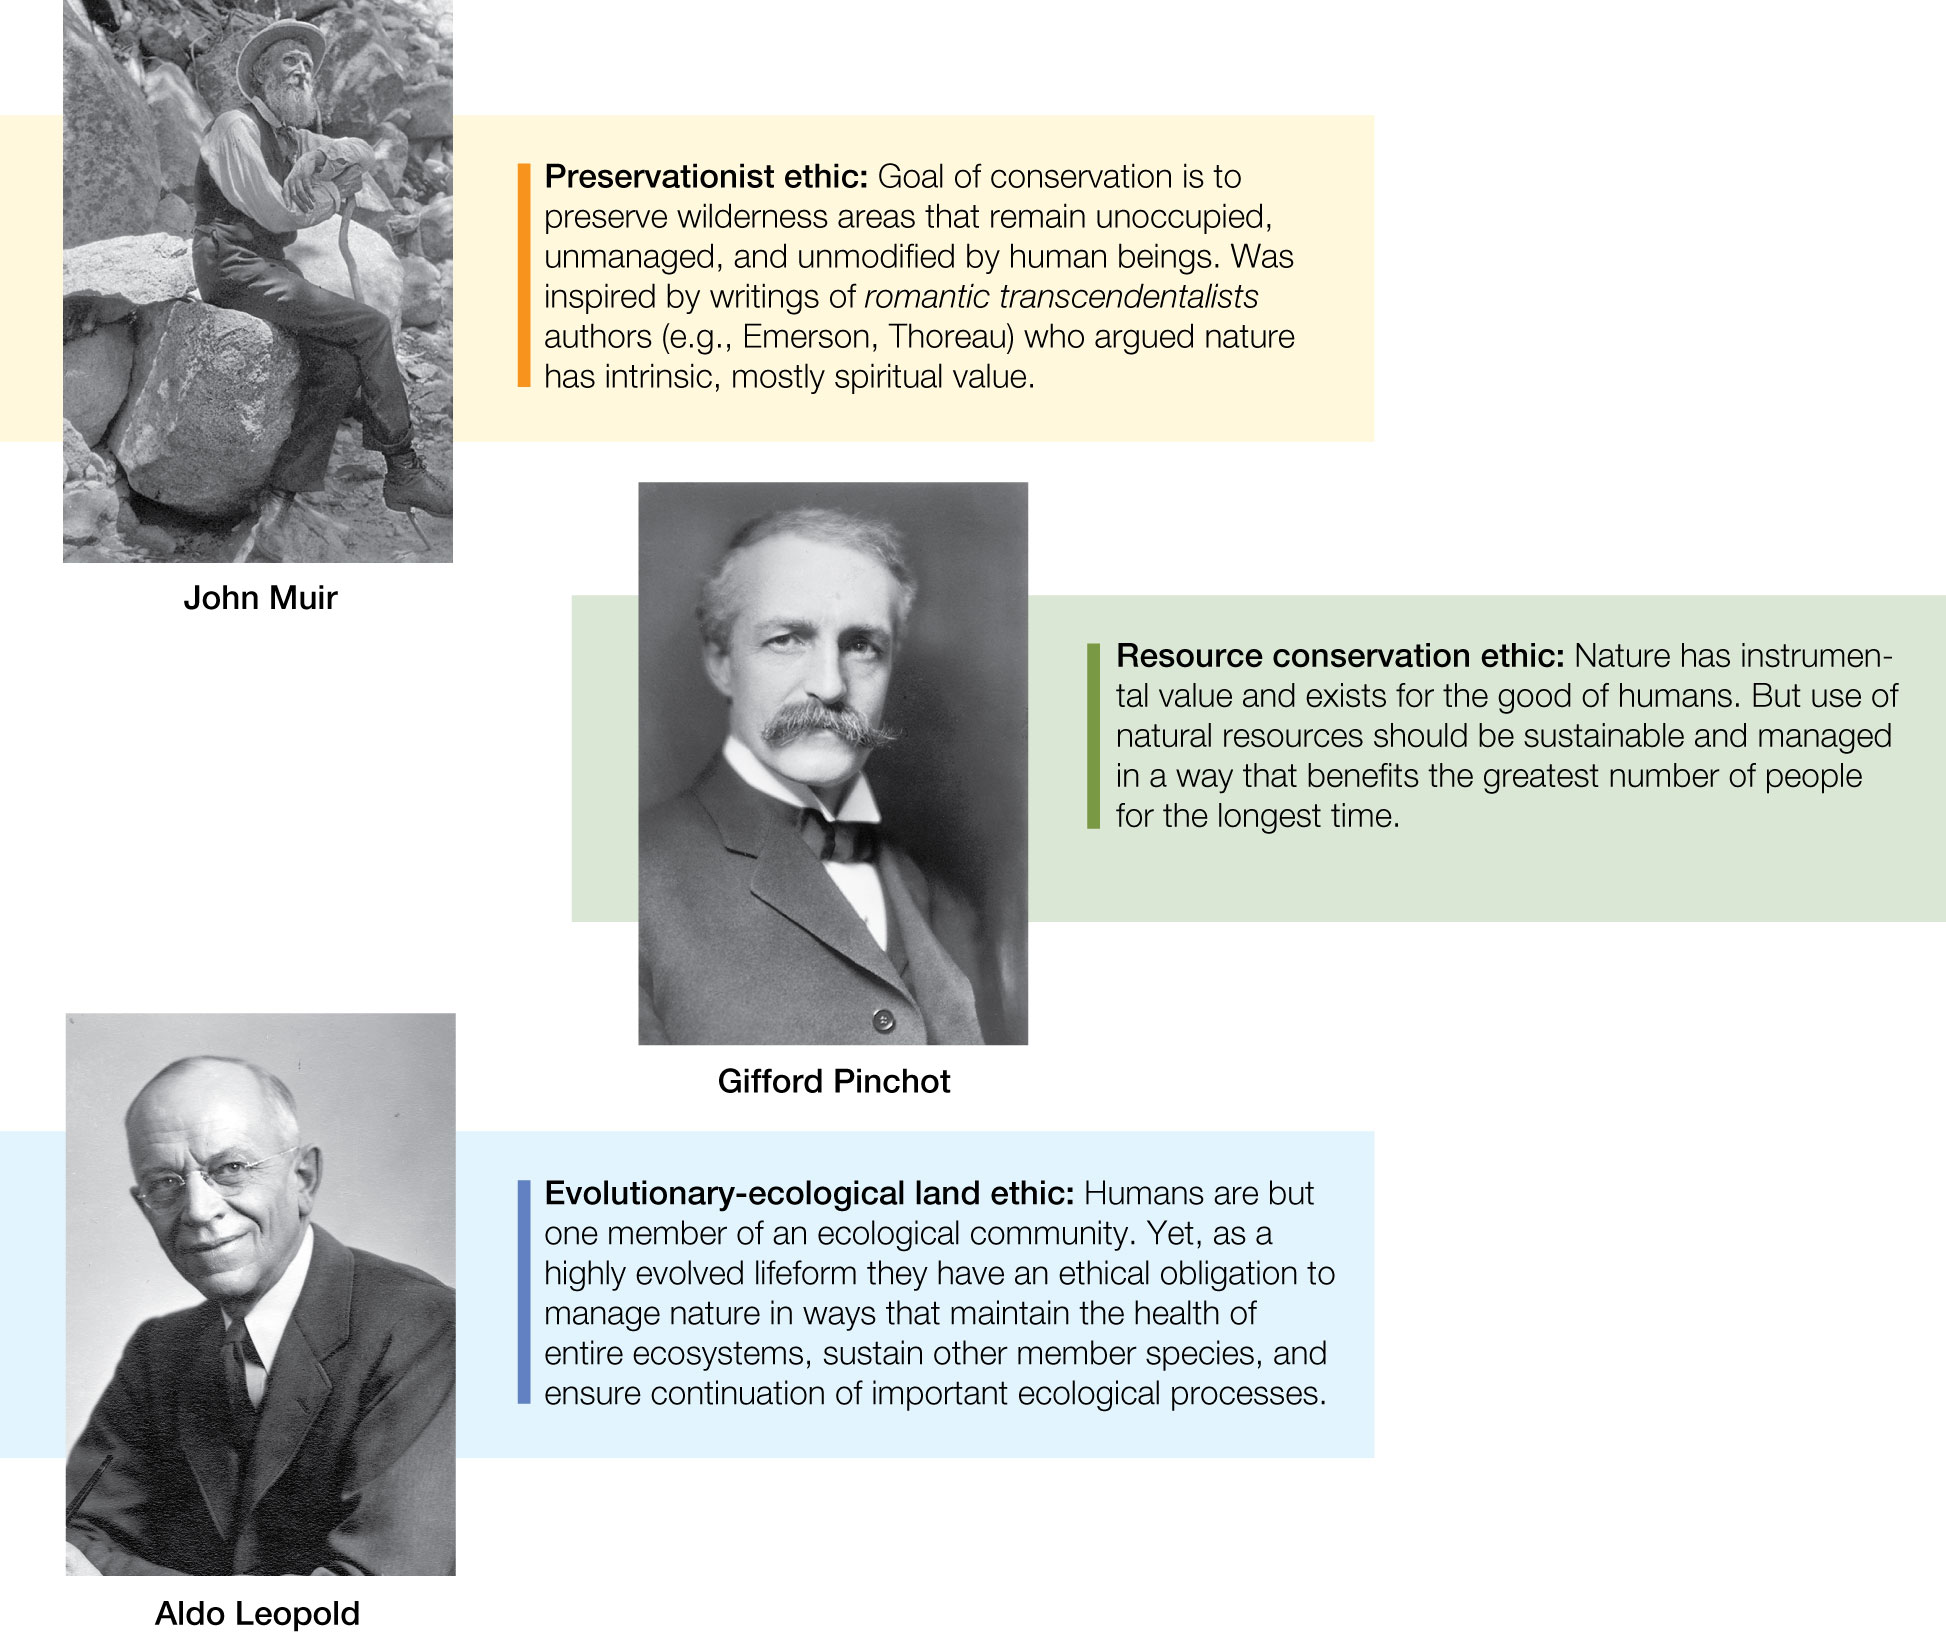 Preservationist ethic: Goal of conservation is to
preserve wilderness areas that remain unoccupied,
unmanaged, and unmodified by human beings. Was
inspired by writings of romantic transcendentalists
authors (e.g., Emerson, Thoreau) who argued nature
has intrinsic, mostly spiritual value.
John Muir
Resource conservation ethic: Nature has instrumen-
tal value and exists for the good of humans. But use of
natural resources should be sustainable and managed
in a way that benefits the greatest number of people
for the longest time.
Gifford Pinchot
Evolutionary-ecological land ethic: Humans are but
one member of an ecological community. Yet, as a
highly evolved lifeform they have an ethical obligation to
manage nature in ways that maintain the health of
entire ecosystems, sustain other member species, and
ensure continuation of important ecological processes.
Aldo Leopold